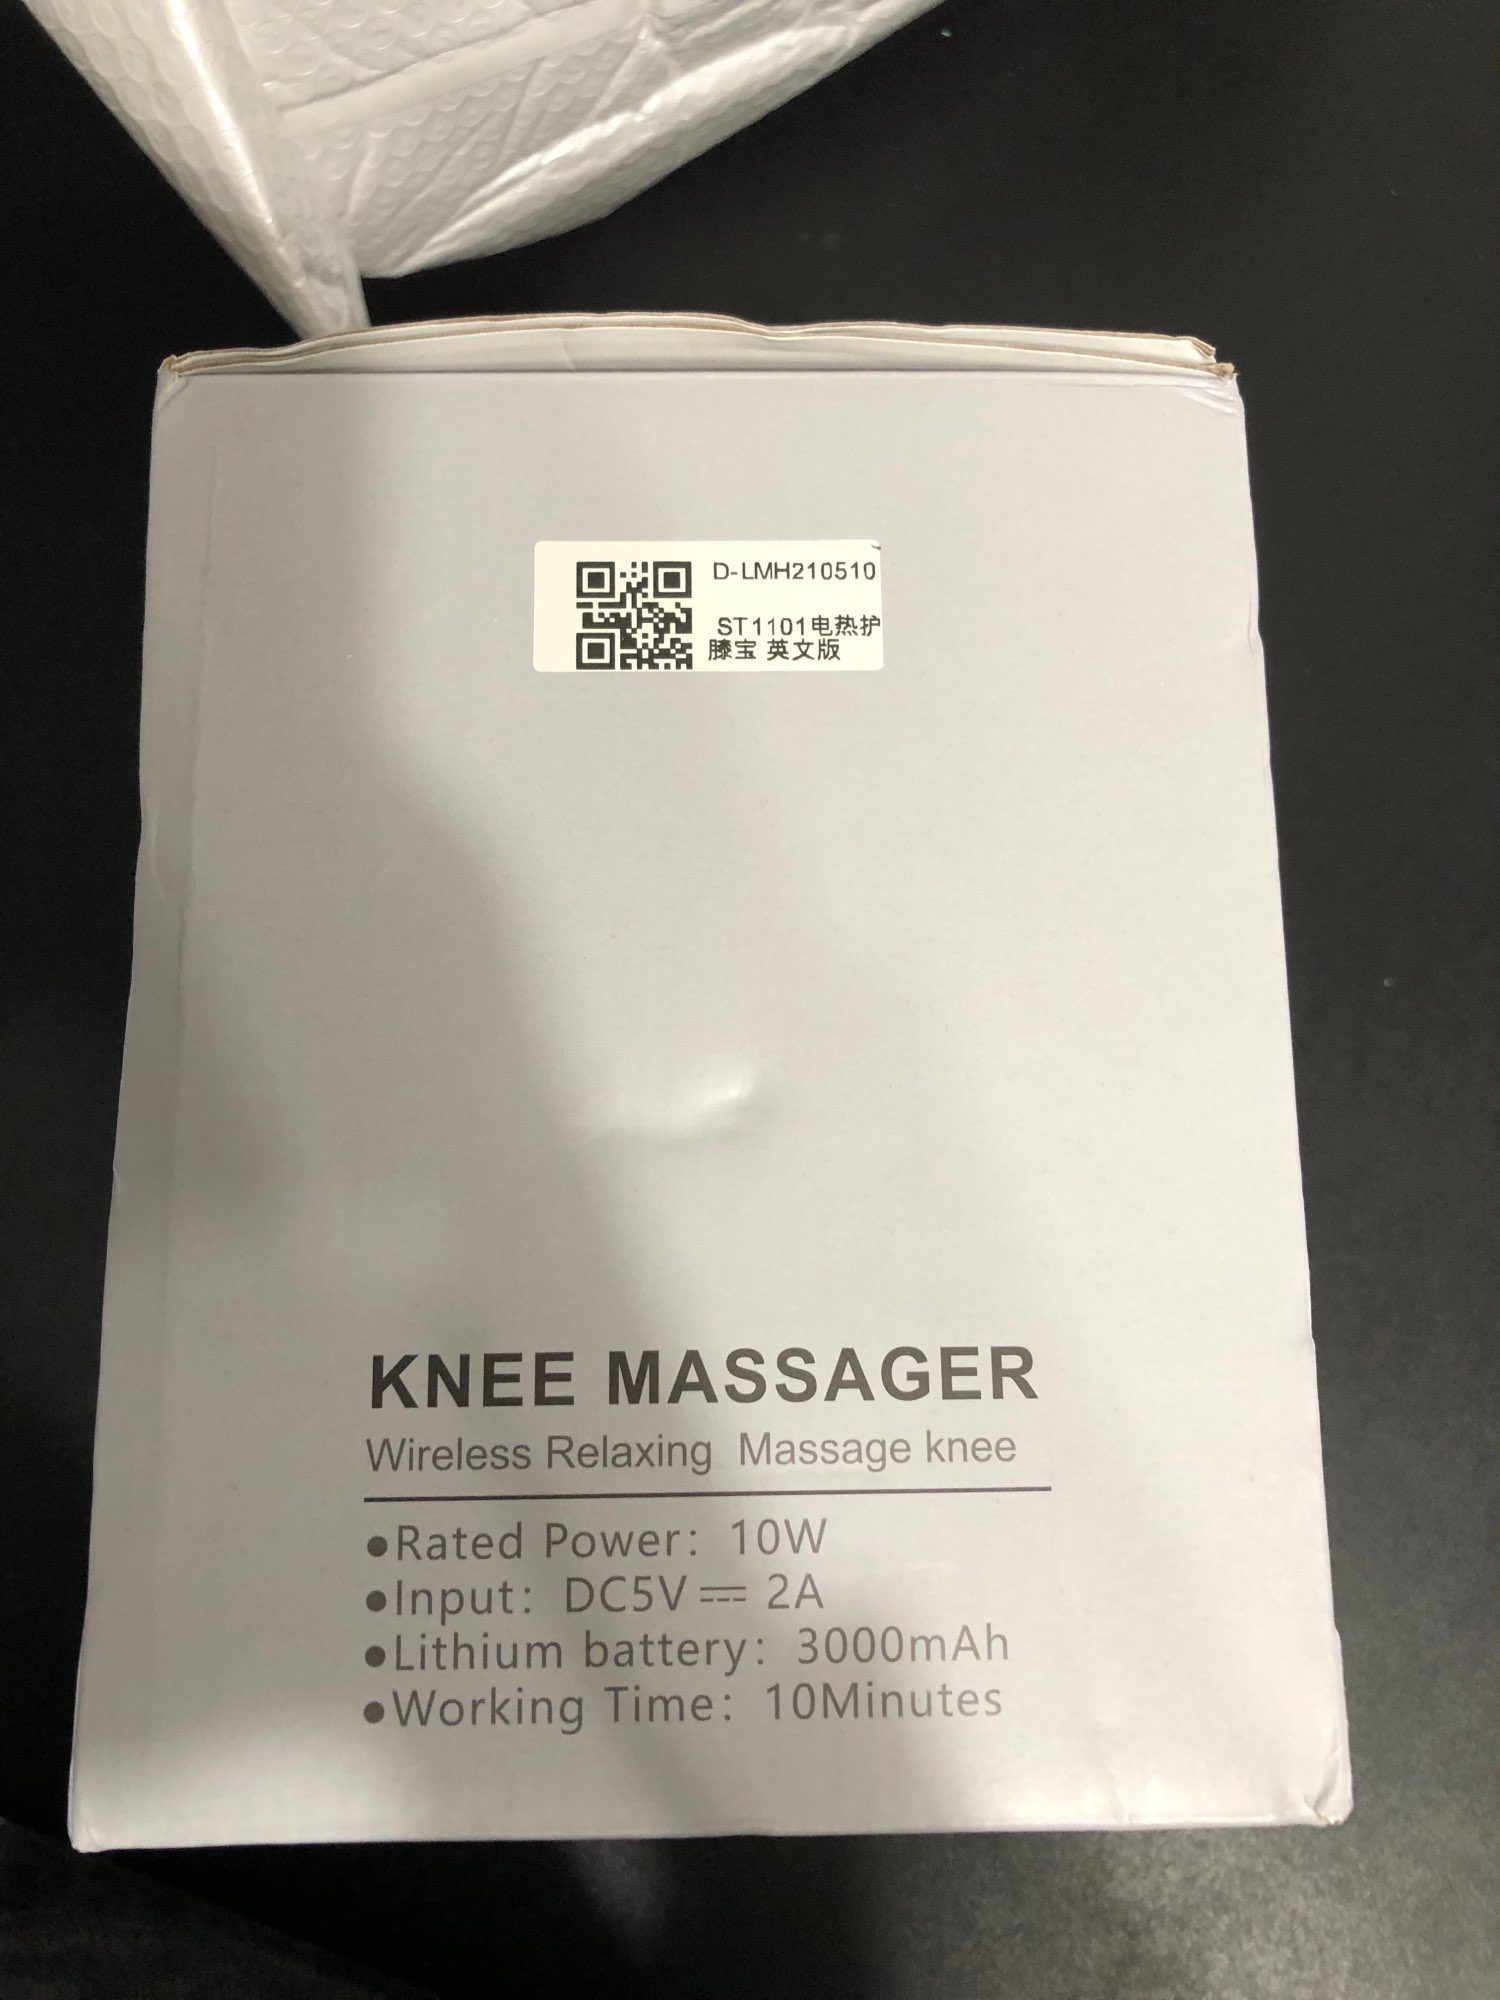 D-LMH210510
ST1101电热护
膝宝 英文版
KNEE MASSAGER
Wireless Relaxing Massage knee
●Rated Power: 10W
●Input: DC5V⎓2A
●Lithium battery: 3000mAh
●Working Time: 10Minutes